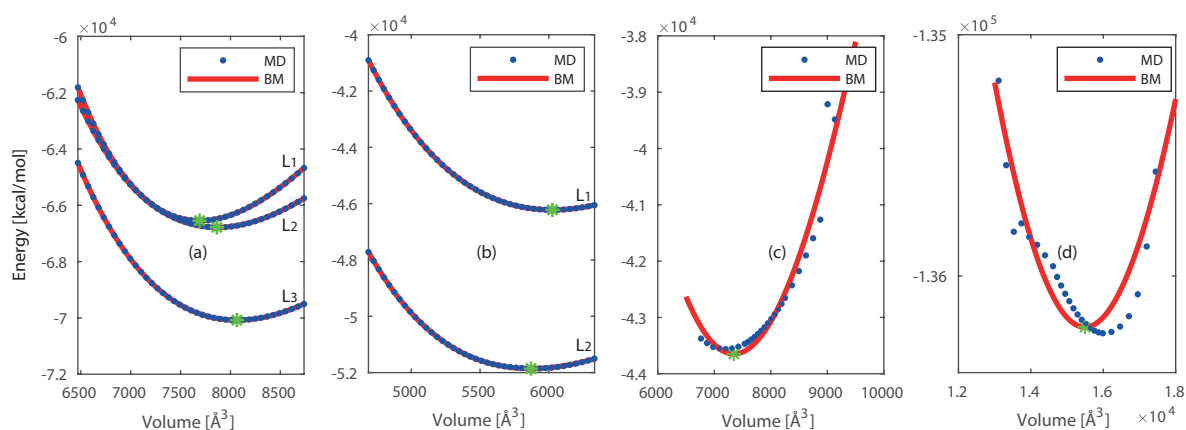 ×10⁴
-6
-6.2
-6.4
-6.6
-6.8
-7
-7.2
6500 7000 7500 8000 8500
Energy [kcal/mol]
Volume [Å³]
MD
BM
L1
L2
L3
(a)
×10⁴
-4
-4.2
-4.4
-4.6
-4.8
-5
-5.2
5000 5500 6000
Volume [Å³]
MD
BM
L1
L2
(b)
×10⁴
-3.8
-3.9
-4
-4.1
-4.2
-4.3
-4.4
6000 7000 8000 9000 10000
Volume [Å³]
MD
BM
(c)
×10⁵
-1.35
-1.36
1.2 1.4 1.6 1.8
×10⁴
Volume [Å³]
MD
BM
(d)